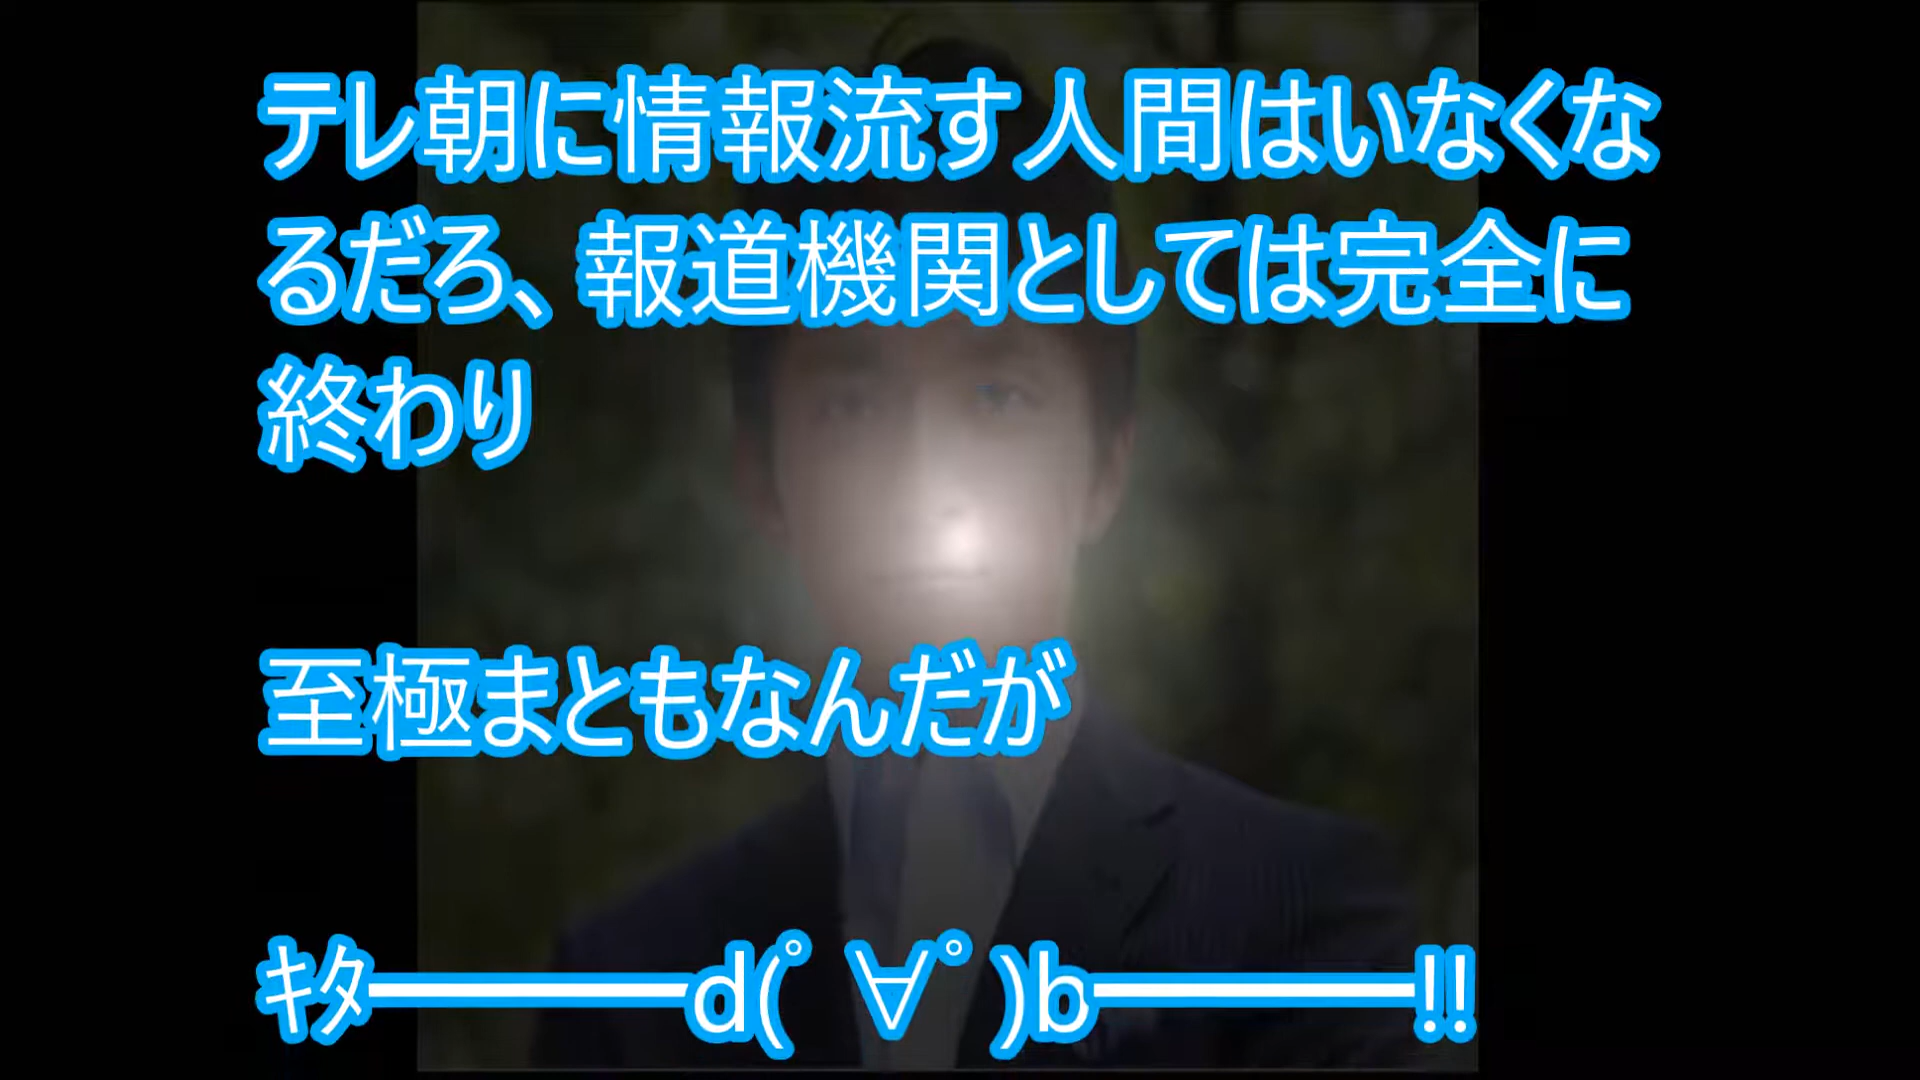 テレ朝に情報流す人間はいなくな
るだろ、報道機関としては完全に
終わり
至極まともなんだが
ｷﾀ━━━━d(ﾟ∀ﾟ)b━━━━!!